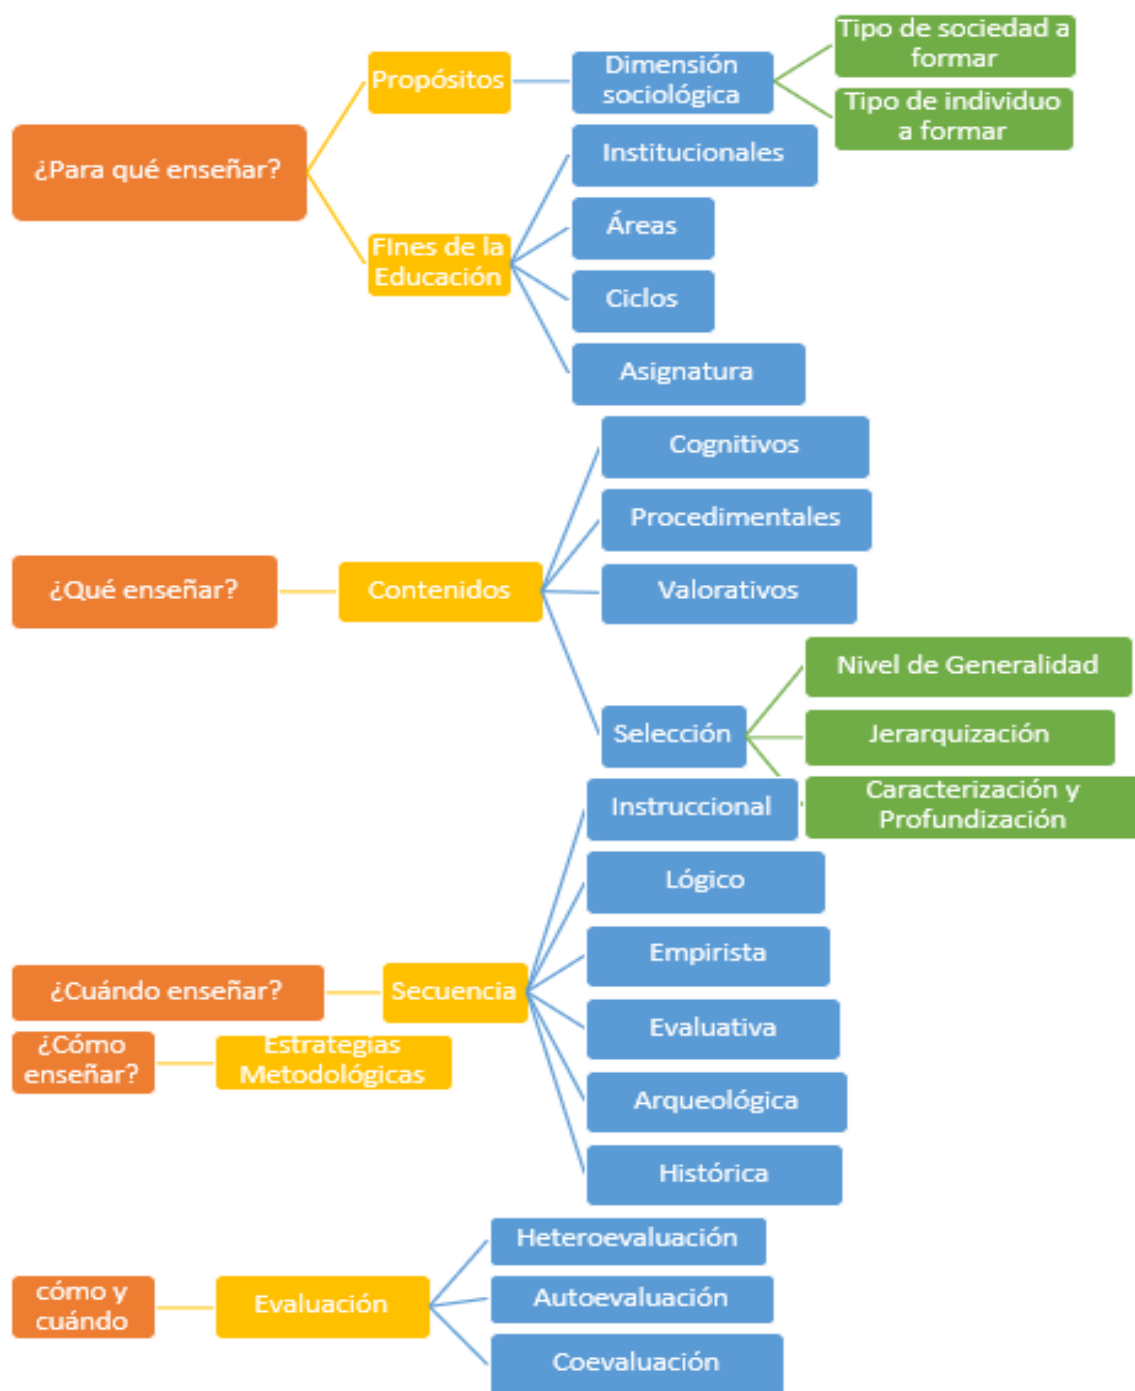 ¿Para qué enseñar?
Propósitos
Dimensión
sociológica
Tipo de sociedad a
formar
Tipo de individuo
a formar
FInes de la
Educación
Institucionales
Áreas
Ciclos
Asignatura
¿Qué enseñar?
Contenidos
Cognitivos
Procedimentales
Valorativos
Selección
Nivel de Generalidad
Jerarquización
Caracterización y
Profundización
¿Cuándo enseñar?
Secuencia
Instruccional
Lógico
Empirista
Evaluativa
Arqueológica
Histórica
¿Cómo
enseñar?
Estrategias
Metodológicas
cómo y
cuándo
Evaluación
Heteroevaluación
Autoevaluación
Coevaluación